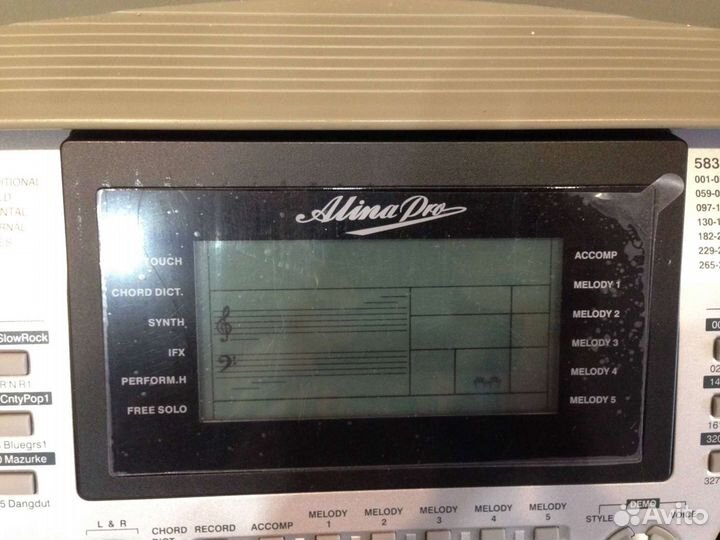 Alina Pro
TOUCH
CHORD DICT.
SYNTH
IFX
PERFORM.H
FREE SOLO
ACCOMP
MELODY 1
MELODY 2
MELODY 3
MELODY 4
MELODY 5
SlowRock
CntyPop1
Bluegrs1
Mazurke
5 Dangdut
583
L & R
CHORD
RECORD
ACCOMP
MELODY 1
MELODY 2
MELODY 3
MELODY 4
MELODY 5
DEMO
STYLE
VOICE
Avito